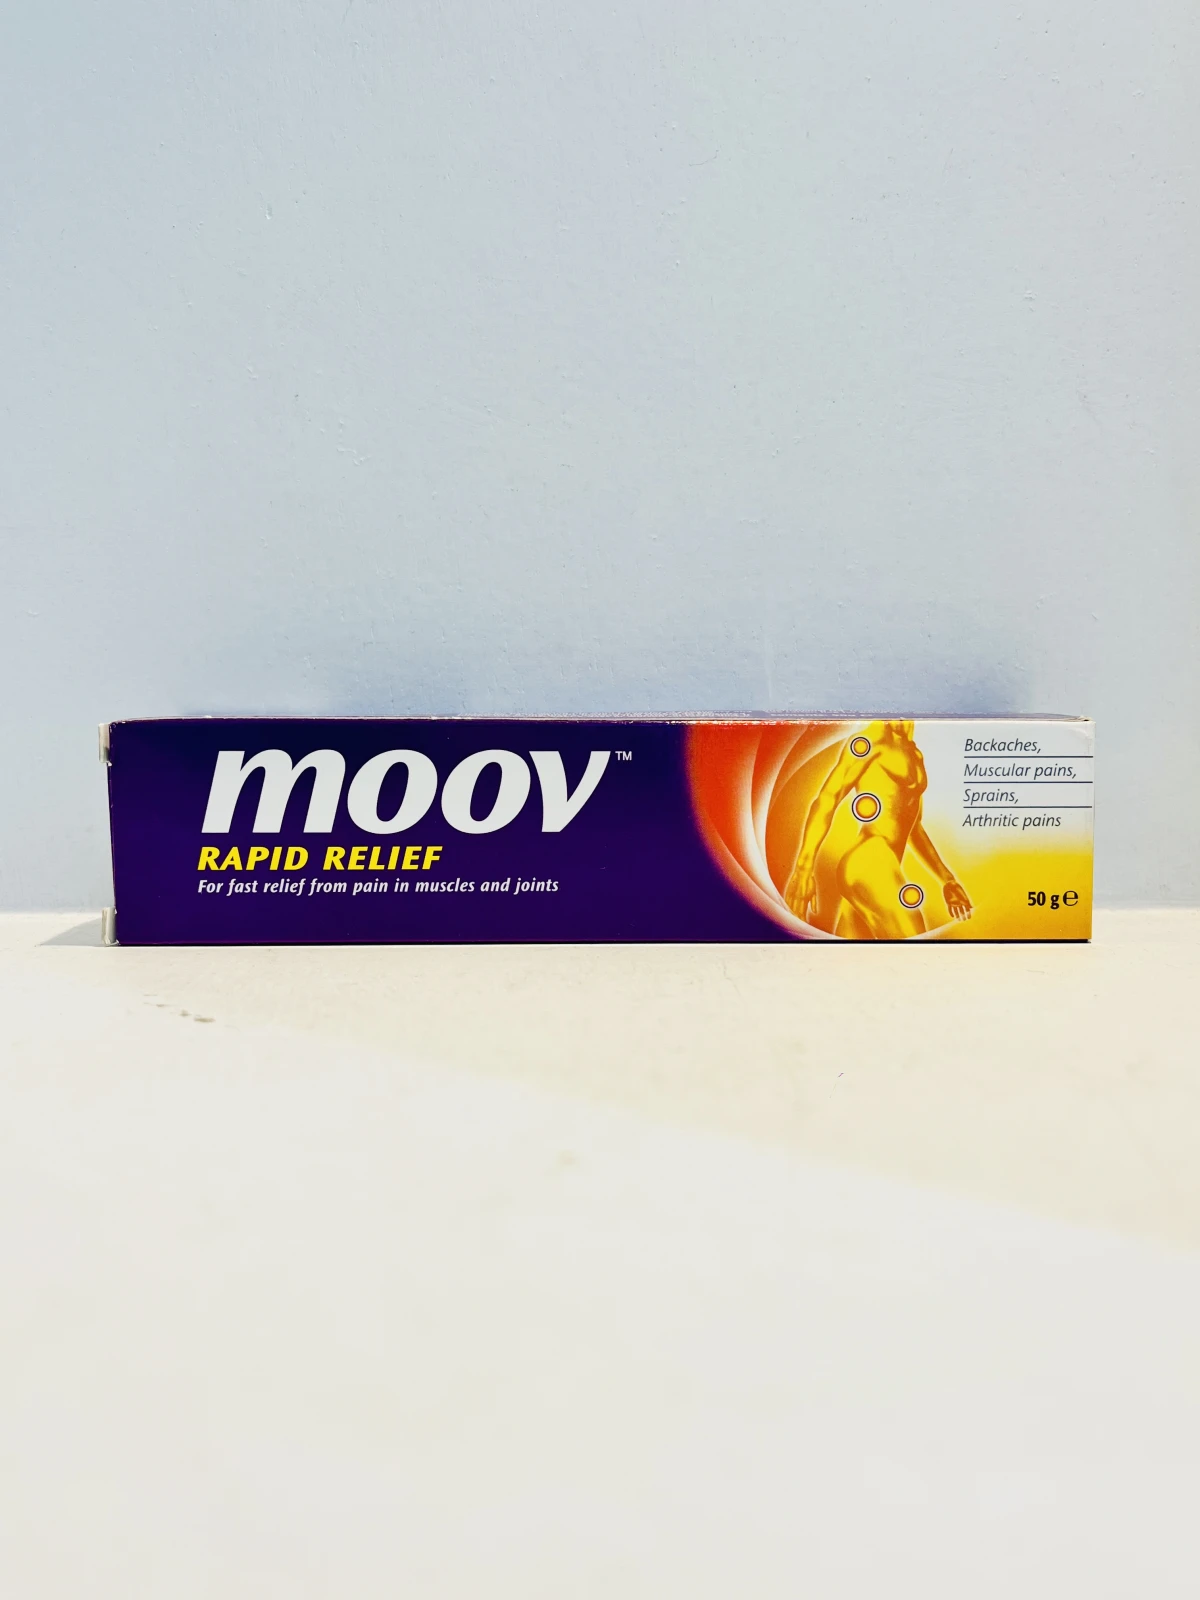 moov™
RAPID RELIEF
For fast relief from pain in muscles and joints
Backaches,
Muscular pains,
Sprains,
Arthritic pains
50 g ℮